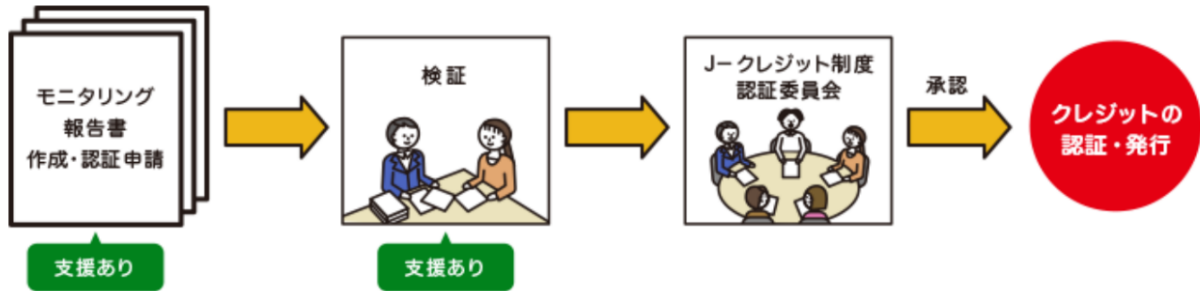 モニタリング
報告書
作成・認証申請
支援あり
検証
支援あり
J－クレジット制度
認証委員会
承認
クレジットの
認証・発行